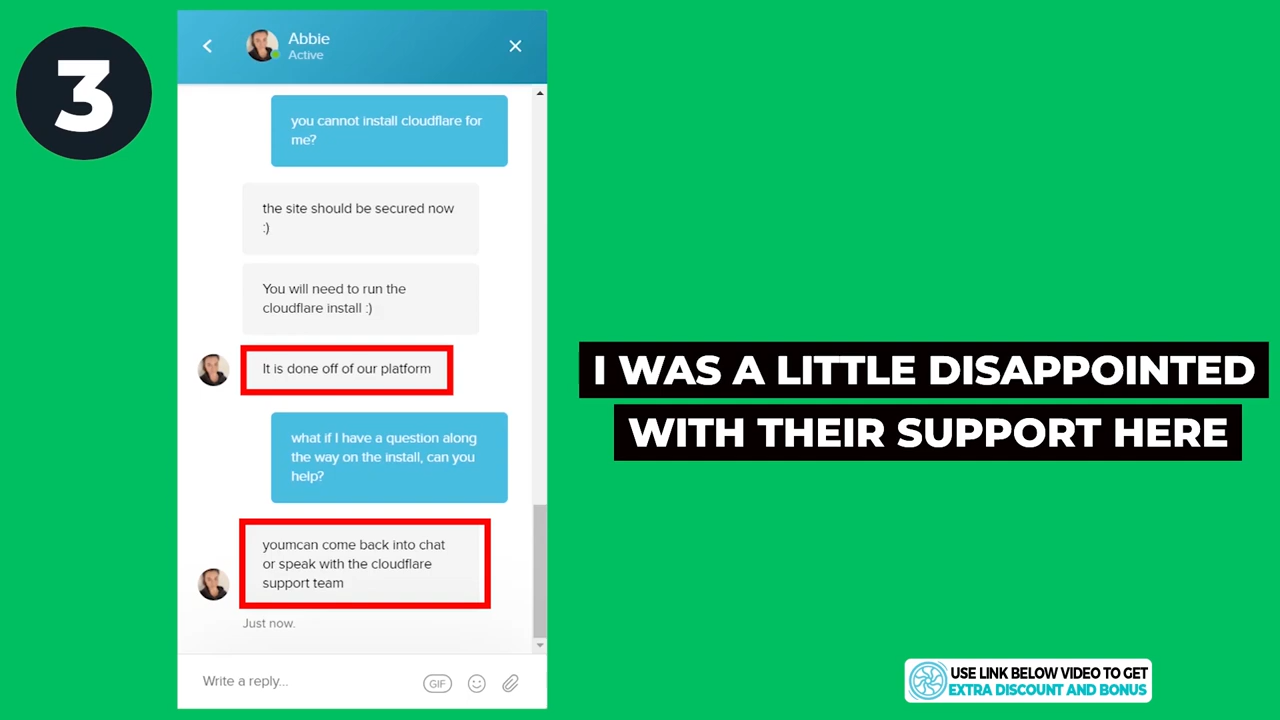 3
Abbie
Active
you cannot install cloudflare for
me?
the site should be secured now
:)
You will need to run the
cloudflare install :)
It is done off of our platform
what if I have a question along
the way on the install, can you
help?
youmcan come back into chat
or speak with the cloudflare
support team
Just now.
Write a reply...
GIF
I WAS A LITTLE DISAPPOINTED
WITH THEIR SUPPORT HERE
USE LINK BELOW VIDEO TO GET
EXTRA DISCOUNT AND BONUS